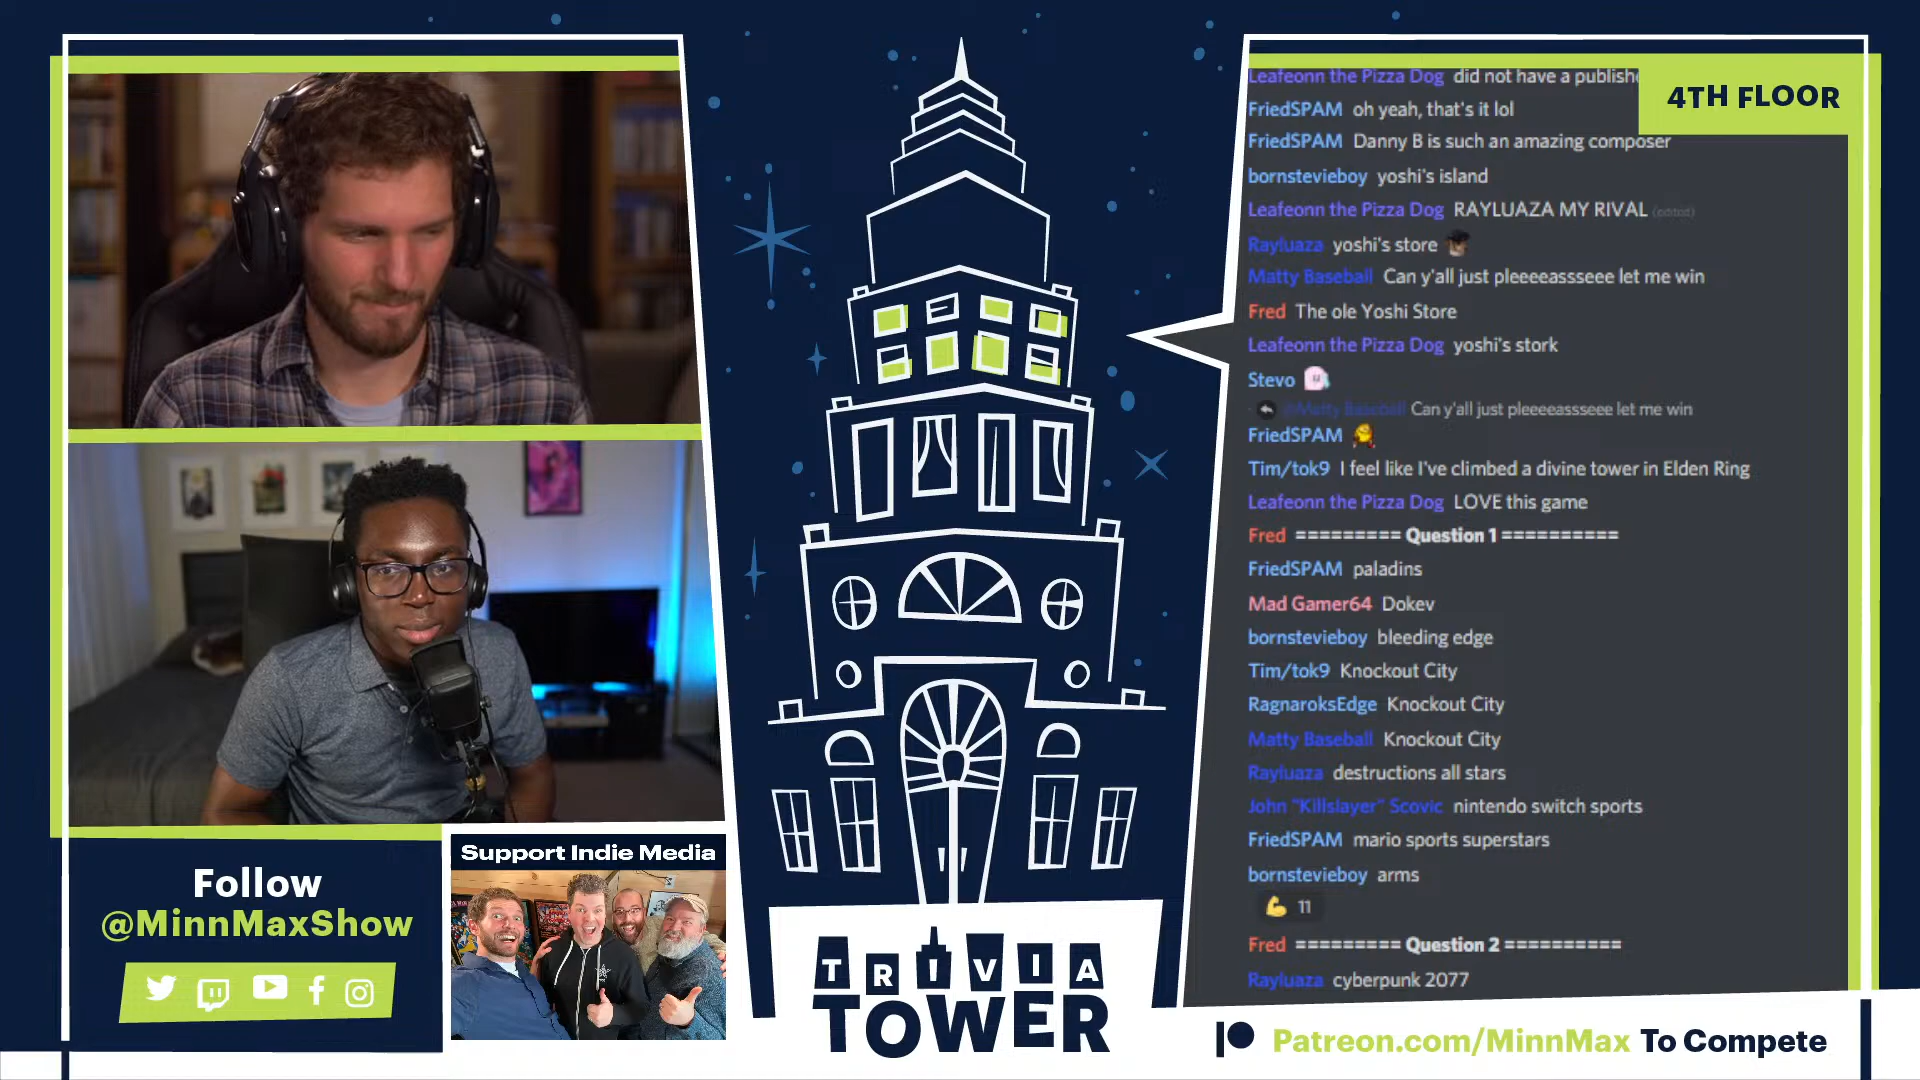 4TH FLOOR
Leafeonn the Pizza Dog did not have a publish
FriedSPAM oh yeah, that's it lol
FriedSPAM Danny B is such an amazing composer
bornstevieboy yoshi's island
Leafeonn the Pizza Dog RAYLUAZA MY RIVAL (edited)
Rayluaza yoshi's store
Matty Baseball Can y'all just pleeeeassseee let me win
Fred The ole Yoshi Store
Leafeonn the Pizza Dog yoshi's stork
Stevo
@Matty Baseball Can y'all just pleeeeassseee let me win
FriedSPAM
Tim/tok9 I feel like I've climbed a divine tower in Elden Ring
Leafeonn the Pizza Dog LOVE this game
Fred ========= Question 1 ==========
FriedSPAM paladins
Mad Gamer64 Dokev
bornstevieboy bleeding edge
Tim/tok9 Knockout City
RagnaroksEdge Knockout City
Matty Baseball Knockout City
Rayluaza destructions all stars
John "Killslayer" Scovic nintendo switch sports
FriedSPAM mario sports superstars
bornstevieboy arms
11
Fred ========= Question 2 ==========
Rayluaza cyberpunk 2077
Follow
@MinnMaxShow
Support Indie Media
TRIVIA
TOWER
Patreon.com/MinnMax To Compete